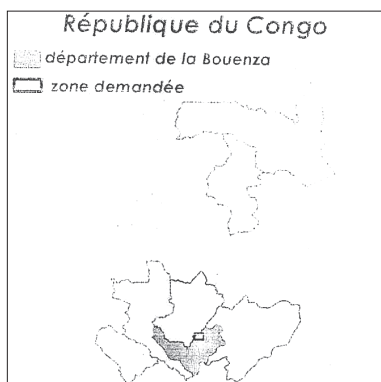 République du Congo
département de la Bouenza
zone demandée